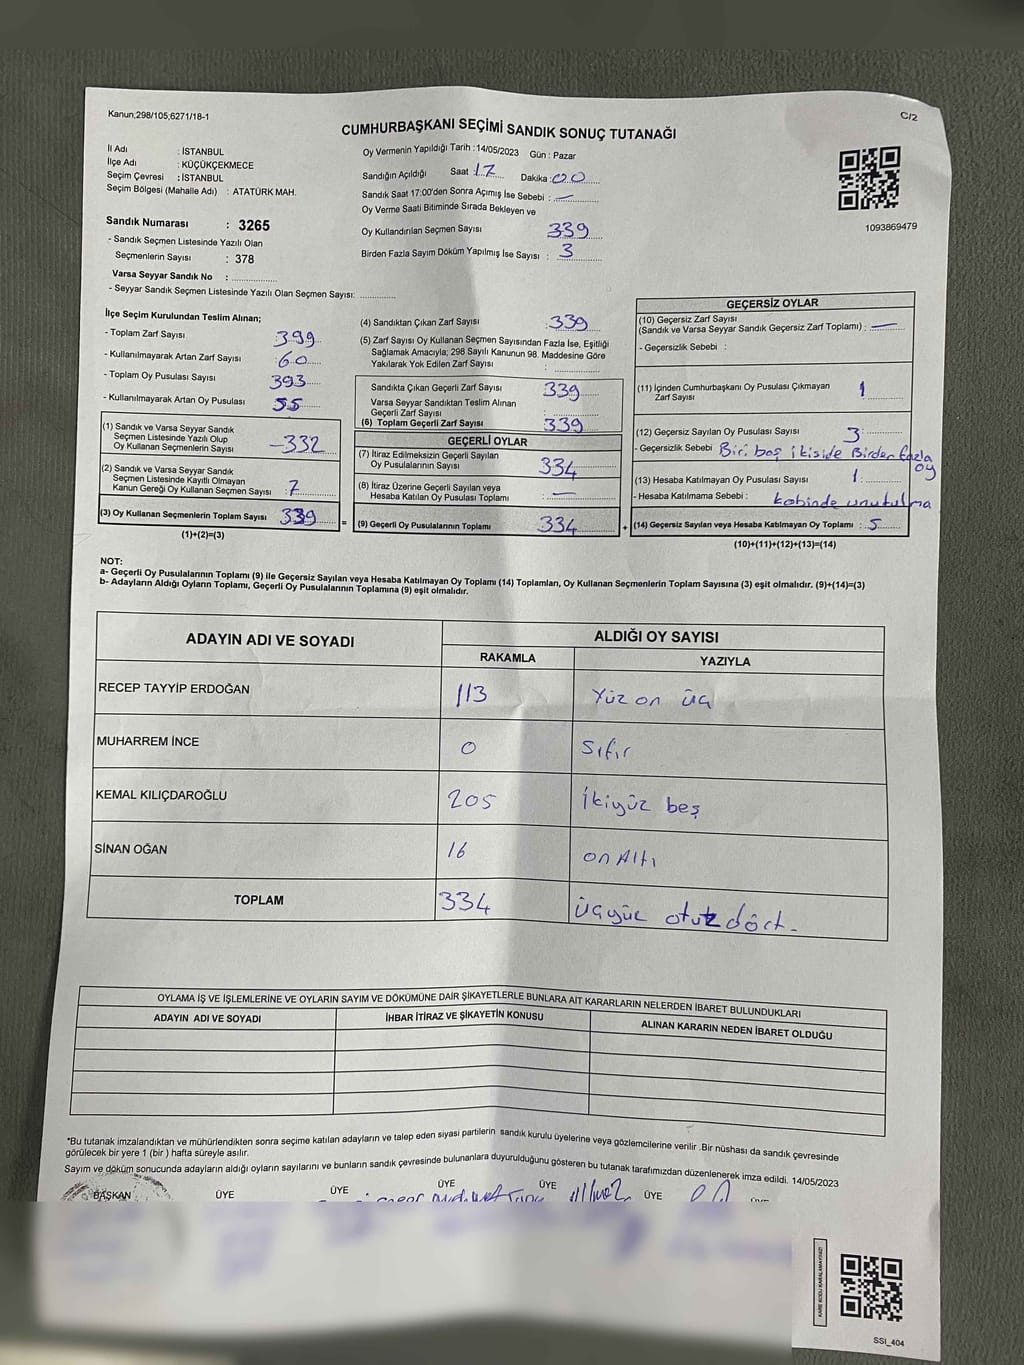 Kanun,298/105,6271/18-1
C/2
CUMHURBAŞKANI SEÇİMİ SANDIK SONUÇ TUTANAĞI
İl Adı : İSTANBUL
İlçe Adı : KÜÇÜKÇEKMECE
Seçim Çevresi : İSTANBUL
Seçim Bölgesi (Mahalle Adı) : ATATÜRK MAH.
Sandık Numarası : 3265
- Sandık Seçmen Listesinde Yazılı Olan
Seçmenlerin Sayısı : 378
Varsa Seyyar Sandık No :
- Seyyar Sandık Seçmen Listesinde Yazılı Olan Seçmen Sayısı:
Oy Vermenin Yapıldığı Tarih : 14/05/2023 Gün : Pazar
Sandığın Açıldığı Saat 17 Dakika : 00
Sandık Saat 17:00'den Sonra Açımış İse Sebebi : —
Oy Verme Saati Bitiminde Sırada Bekleyen ve
Oy Kullandırılan Seçmen Sayısı 339
Birden Fazla Sayım Döküm Yapılmış İse Sayısı : 3
1093869479
İlçe Seçim Kurulundan Teslim Alınan;
- Toplam Zarf Sayısı 399
- Kullanılmayarak Artan Zarf Sayısı 60
- Toplam Oy Pusulası Sayısı 393
- Kullanılmayarak Artan Oy Pusulası 55
(1) Sandık ve Varsa Seyyar Sandık
Seçmen Listesinde Yazılı Olup
Oy Kullanan Seçmenlerin Sayısı -332
(2) Sandık ve Varsa Seyyar Sandık
Seçmen Listesinde Kayıtlı Olmayan
Kanun Gereği Oy Kullanan Seçmen Sayısı : 7
(3) Oy Kullanan Seçmenlerin Toplam Sayısı 339
(1)+(2)=(3)
=
(4) Sandıktan Çıkan Zarf Sayısı : 339
(5) Zarf Sayısı Oy Kullanan Seçmen Sayısından Fazla İse, Eşitliği
Sağlamak Amacıyla; 298 Sayılı Kanunun 98. Maddesine Göre
Yakılarak Yok Edilen Zarf Sayısı :
Sandıkta Çıkan Geçerli Zarf Sayısı 339
Varsa Seyyar Sandıktan Teslim Alınan
Geçerli Zarf Sayısı :
(6) Toplam Geçerli Zarf Sayısı 339
GEÇERLİ OYLAR
(7) İtiraz Edilmeksizin Geçerli Sayılan
Oy Pusulalarının Sayısı 334
(8) İtiraz Üzerine Geçerli Sayılan veya
Hesaba Katılan Oy Pusulası Toplamı : —
(9) Geçerli Oy Pusulalarının Toplamı 334
+
GEÇERSİZ OYLAR
(10) Geçersiz Zarf Sayısı
(Sandık ve Varsa Seyyar Sandık Geçersiz Zarf Toplamı) : —
- Geçersizlik Sebebi :
(11) İçinden Cumhurbaşkanı Oy Pusulası Çıkmayan
Zarf Sayısı 1
(12) Geçersiz Sayılan Oy Pusulası Sayısı 3
- Geçersizlik Sebebi Biri boş ikiside Birden fazla
oy
(13) Hesaba Katılmayan Oy Pusulası Sayısı 1
- Hesaba Katılmama Sebebi : kabinde unutulma
(14) Geçersiz Sayılan veya Hesaba Katılmayan Oy Toplamı : 5
(10)+(11)+(12)+(13)=(14)
NOT:
a- Geçerli Oy Pusulalarının Toplamı (9) ile Geçersiz Sayılan veya Hesaba Katılmayan Oy Toplamı (14) Toplamları, Oy Kullanan Seçmenlerin Toplam Sayısına (3) eşit olmalıdır. (9)+(14)=(3)
b- Adayların Aldığı Oyların Toplamı, Geçerli Oy Pusulalarının Toplamına (9) eşit olmalıdır.
ADAYIN ADI VE SOYADI ALDIĞI OY SAYISI
RAKAMLA YAZIYLA
RECEP TAYYİP ERDOĞAN 113 Yüz on üç
MUHARREM İNCE 0 Sıfır
KEMAL KILIÇDAROĞLU 205 İkiyüz beş
SİNAN OĞAN 16 on Altı
TOPLAM 334 üçyüz otuz dört-
OYLAMA İŞ VE İŞLEMLERİNE VE OYLARIN SAYIM VE DÖKÜMÜNE DAİR ŞİKAYETLERLE BUNLARA AİT KARARLARIN NELERDEN İBARET BULUNDUKLARI
ADAYIN ADI VE SOYADI İHBAR İTİRAZ VE ŞİKAYETİN KONUSU ALINAN KARARIN NEDEN İBARET OLDUĞU
*Bu tutanak imzalandıktan ve mühürlendikten sonra seçime katılan adayların ve talep eden siyasi partilerin sandık kurulu üyelerine veya gözlemcilerine verilir .Bir nüshası da sandık çevresinde
görülecek bir yere 1 (bir ) hafta süreyle asılır.
Sayım ve döküm sonucunda adayların aldığı oyların sayılarını ve bunların sandık çevresinde bulunanlara duyurulduğunu gösteren bu tutanak tarafımızdan düzenlenerek imza edildi. 14/05/2023
BAŞKAN ÜYE ÜYE ÜYE ÜYE ÜYE
KARE KODU KARALAMAYINIZ!
SSI_404